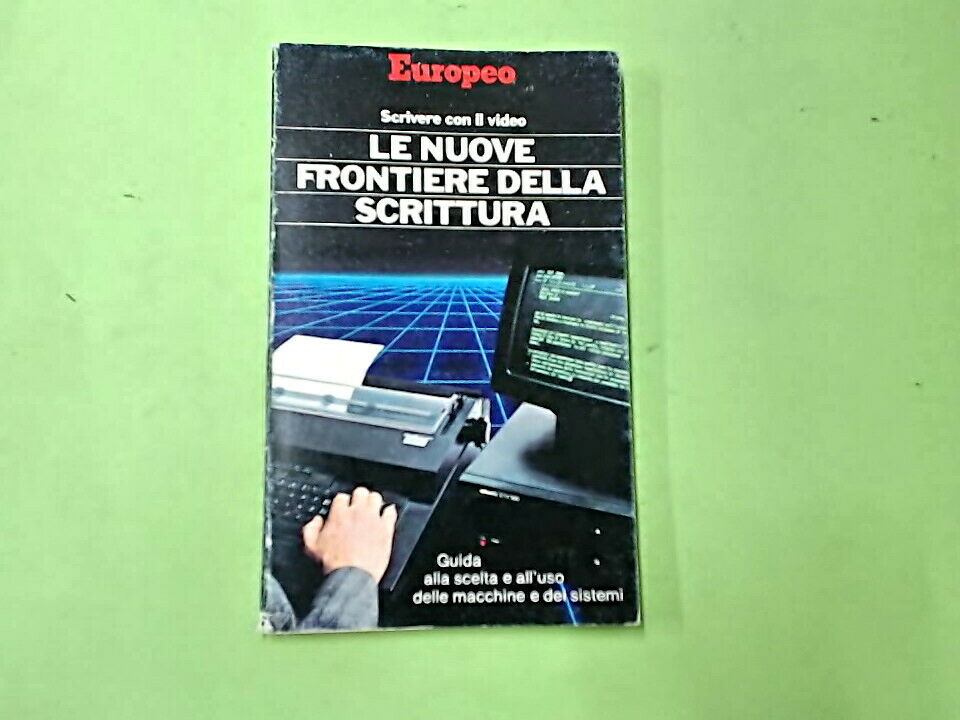 Europeo
Scrivere con il video
LE NUOVE
FRONTIERE DELLA
SCRITTURA
Guida
alla scelta e all'uso
delle macchine e dei sistemi